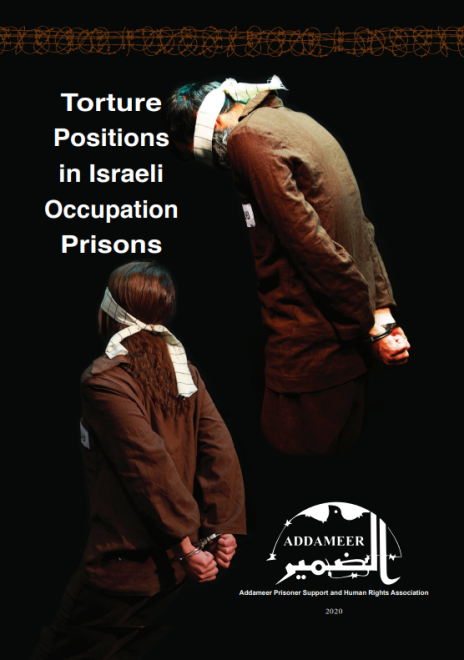 Torture
Positions
in Israeli
Occupation
Prisons
ADDAMEER
الضمير
Addameer Prisoner Support and Human Rights Association
2020